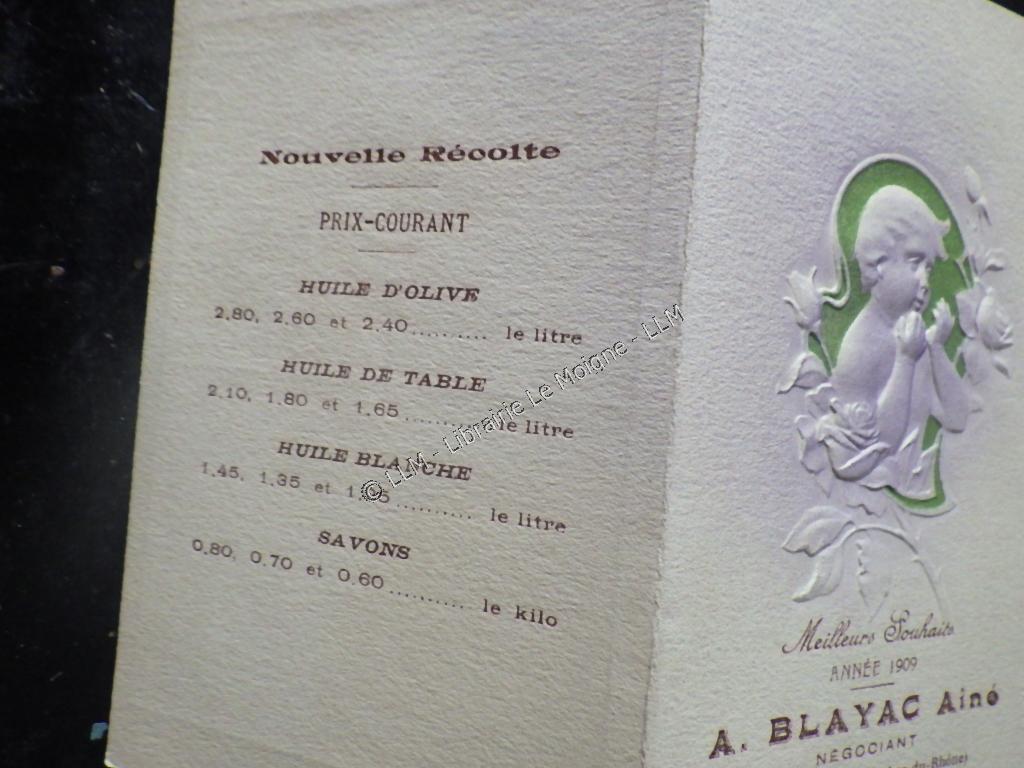 Nouvelle Récolte
PRIX-COURANT
HUILE D'OLIVE
2.80, 2.60 et 2.40.......... le litre
HUILE DE TABLE
2.10, 1.80 et 1.65.......... le litre
HUILE BLANCHE
1.45, 1.35 et .......... le litre
SAVONS
0.80, 0.70 et 0.60.......... le kilo
© LLM - Librairie Le Moigne - LLM
Meilleurs Souhaits
ANNÉE 1909
A. BLAYAC Ainé
NÉGOCIANT